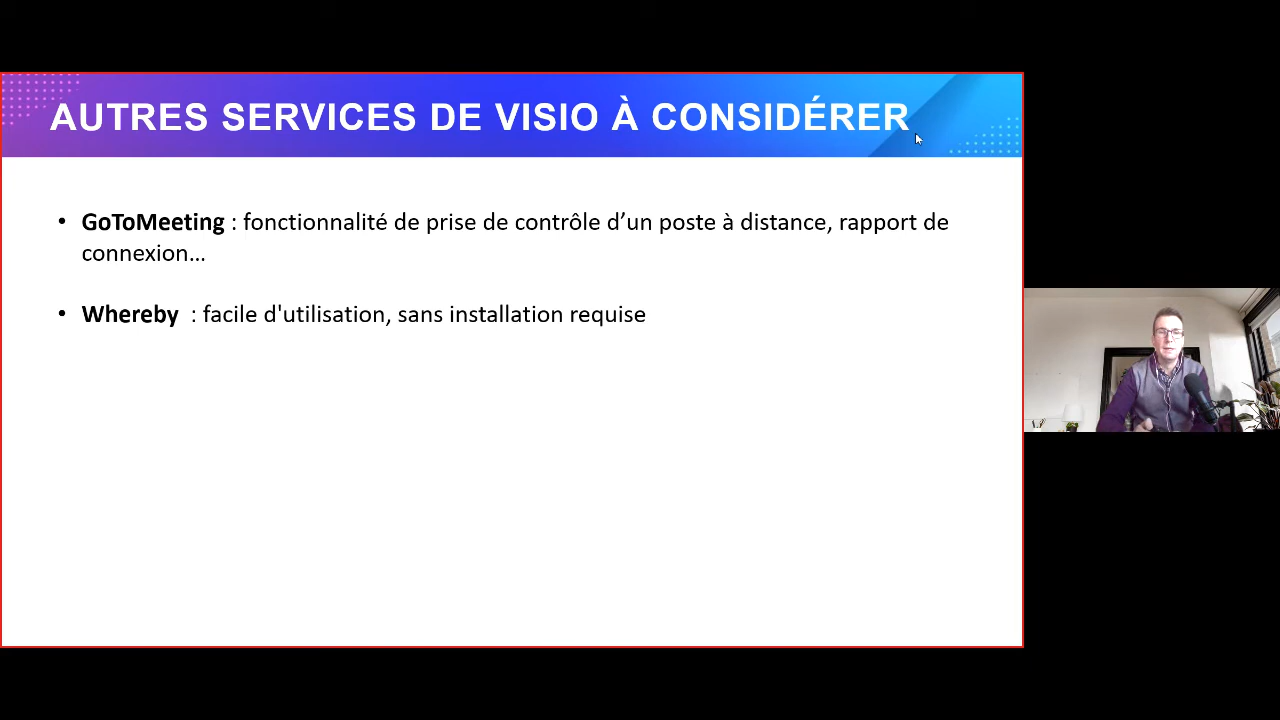 AUTRES SERVICES DE VISIO À CONSIDÉRER
• GoToMeeting : fonctionnalité de prise de contrôle d’un poste à distance, rapport de
connexion…
• Whereby  : facile d'utilisation, sans installation requise